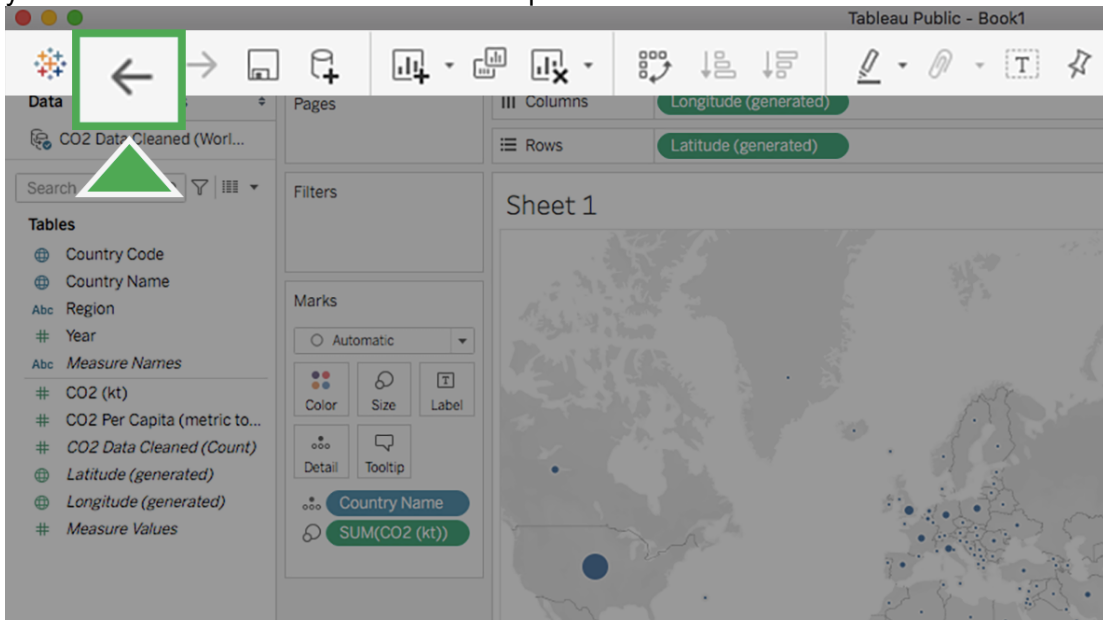 Tableau Public - Book1
Data
Pages
Columns
Longitude (generated)
CO2 Data Cleaned (Worl...
Rows
Latitude (generated)
Search
Filters
Sheet 1
Tables
Country Code
Country Name
Abc Region
Year
Abc Measure Names
CO2 (kt)
CO2 Per Capita (metric to...
CO2 Data Cleaned (Count)
Latitude (generated)
Longitude (generated)
Measure Values
Marks
Automatic
Color
Size
Label
Detail
Tooltip
Country Name
SUM(CO2 (kt))